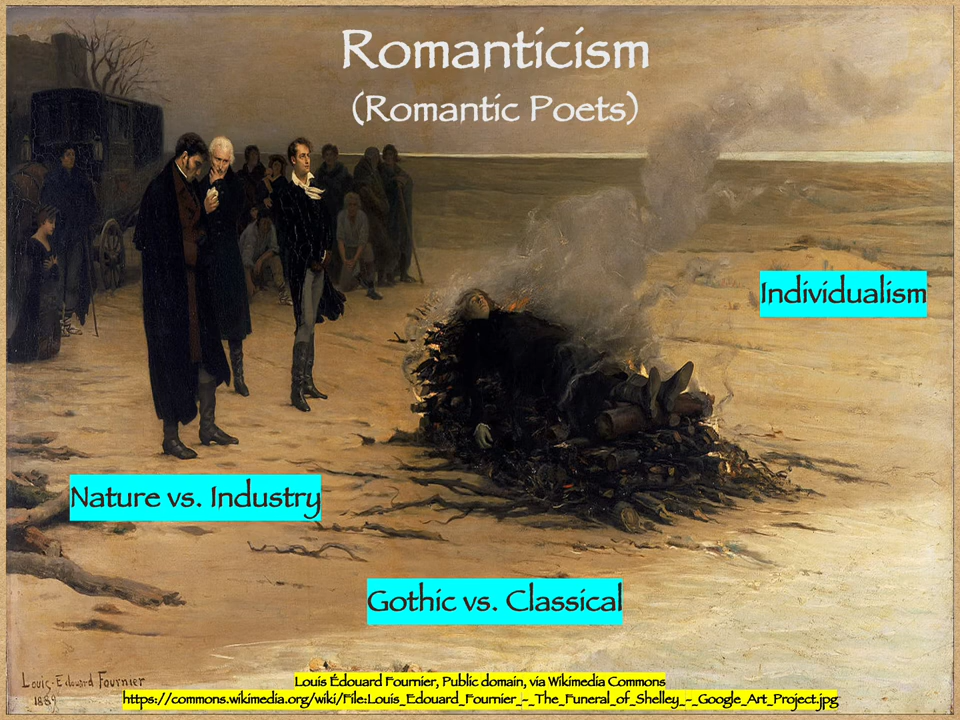 Romanticism
(Romantic Poets)
Individualism
Nature vs. Industry
Gothic vs. Classical
Louis-Edouard Fournier
1889
Louis Édouard Fournier, Public domain, via Wikimedia Commons
https://commons.wikimedia.org/wiki/File:Louis_Edouard_Fournier_-_The_Funeral_of_Shelley_-_Google_Art_Project.jpg